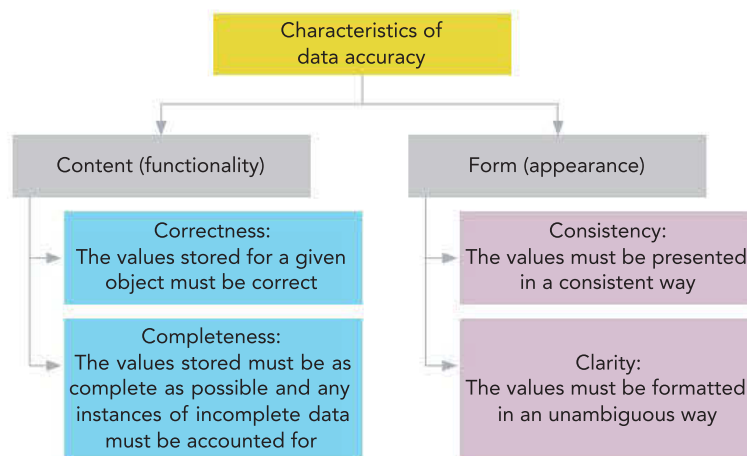 Characteristics of
data accuracy
Content (functionality)
Form (appearance)
Correctness:
The values stored for a given
object must be correct
Completeness:
The values stored must be as
complete as possible and any
instances of incomplete data
must be accounted for
Consistency:
The values must be presented
in a consistent way
Clarity:
The values must be formatted
in an unambiguous way